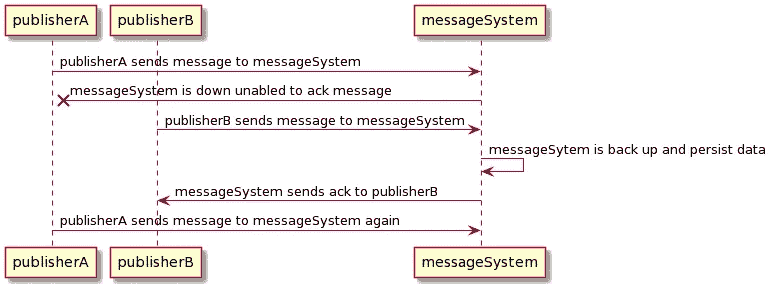 publisherA publisherB messageSystem
publisherA sends message to messageSystem
messageSystem is down unabled to ack message
publisherB sends message to messageSystem
messageSytem is back up and persist data
messageSystem sends ack to publisherB
publisherA sends message to messageSystem again
publisherA publisherB messageSystem